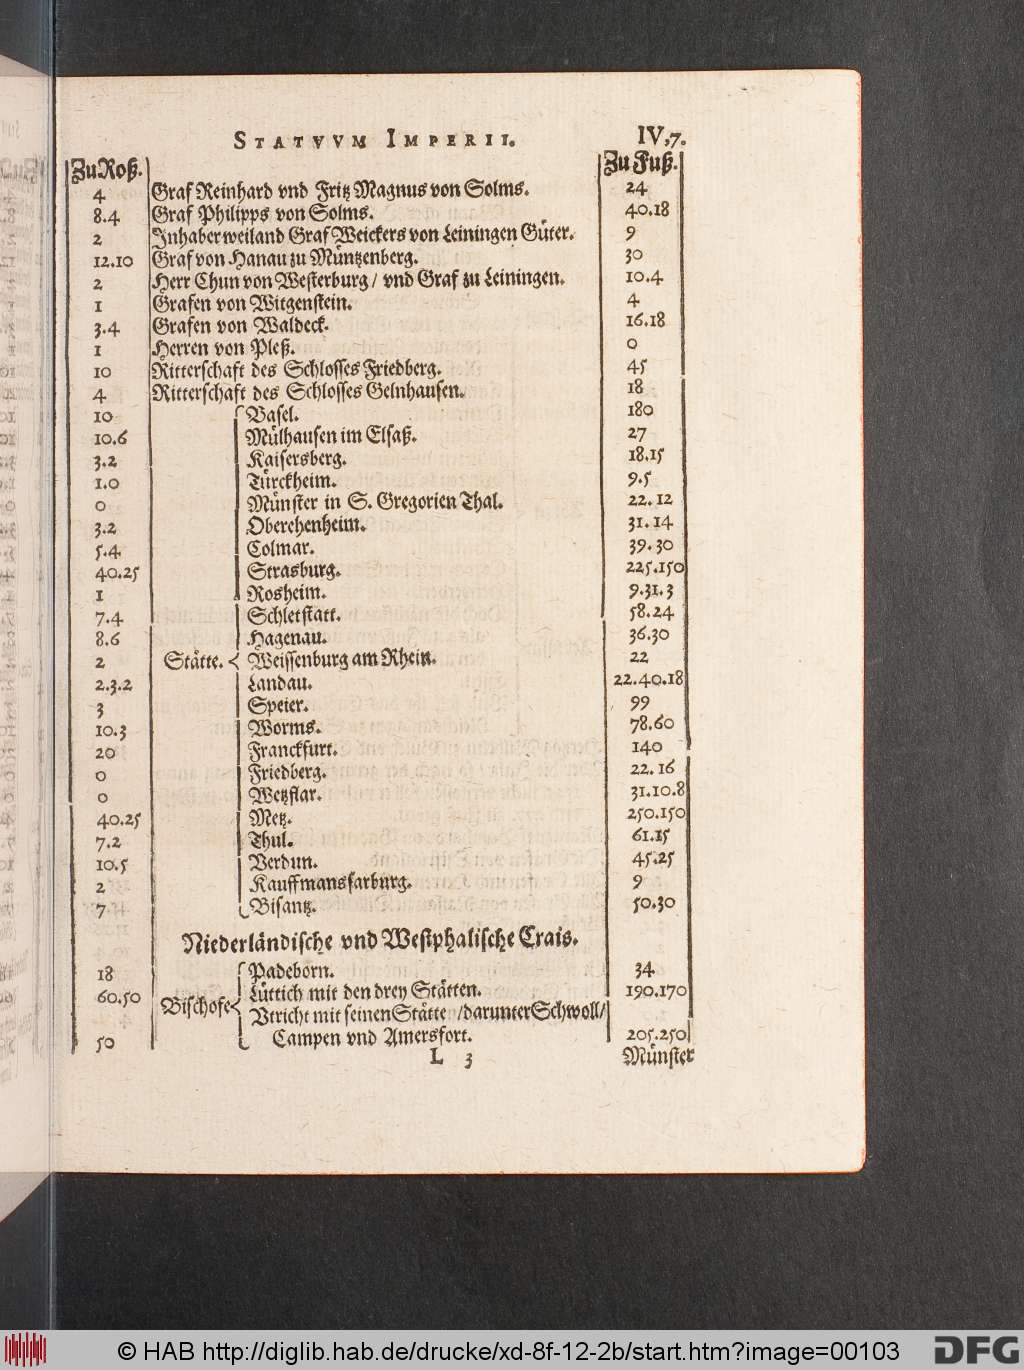 STATVVM IMPERII. IV,7.
Zu Roß. Zu Fuß.
4 Graf Reinhard vnd Fritz Magnus von Solms. 24
8.4 Graf Philipps von Solms. 40.18
2 Inhaber weiland Graf Weickers von Leiningen Güter. 9
12.10 Graf von Hanau zu Müntzenberg. 30
2 Herr Chun von Westerburg / vnd Graf zu Leiningen. 10.4
1 Grafen von Witgenstein. 4
3.4 Grafen von Waldeck. 16.18
1 Herren von Pleß. 0
10 Ritterschaft des Schlosses Friedberg. 45
4 Ritterschaft des Schlosses Gelnhausen. 18
10 Basel. 180
10.6 Mülhausen im Elsaß. 27
3.2 Kaisersberg. 18.15
1.0 Türckheim. 9.5
0 Münster in S. Gregorien Thal. 22.12
3.2 Oberehenheim. 31.14
5.4 Colmar. 39.30
40.25 Strasburg. 225.150
1 Rosheim. 9.31.3
7.4 Schletstatt. 58.24
8.6 Hagenau. 36.30
2 Stätte. Weissenburg am Rhein. 22
2.3.2 Landau. 22.40.18
3 Speier. 99
10.3 Worms. 78.60
20 Franckfurt. 140
0 Friedberg. 22.16
0 Wetzflar. 31.10.8
40.25 Metz. 250.150
7.2 Thul. 61.15
10.5 Verdun. 45.25
2 Kauffmanssarburg. 9
7 Bisantz. 50.30
Niederländische vnd Westphalische Crais.
18 Padeborn. 34
60.50 Lüttich mit den drey Stätten. 190.170
Bischofe Vtricht mit seinen Stätte / darunter Schwoll/
50 Campen vnd Amersfort. 205.250
L 3 Münster
© HAB http://diglib.hab.de/drucke/xd-8f-12-2b/start.htm?image=00103 DFG